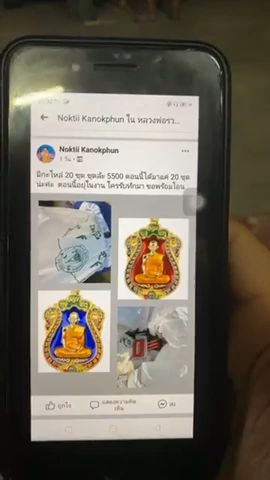 Noktii Kanokphun ใน หลวงพ่อรว...
Noktii Kanokphun
1 วัน ·
มีกะไหล่ 20 ชุด ชุดล้ะ 5500 ตอนนี้ได้มาแค่ 20 ชุด
น่ะค่ะ ตอนนี้อยู่ในงาน ใครรับทักมา ขอพร้อมโอน
ถูกใจ
แสดงความคิด
เห็น
ส่ง